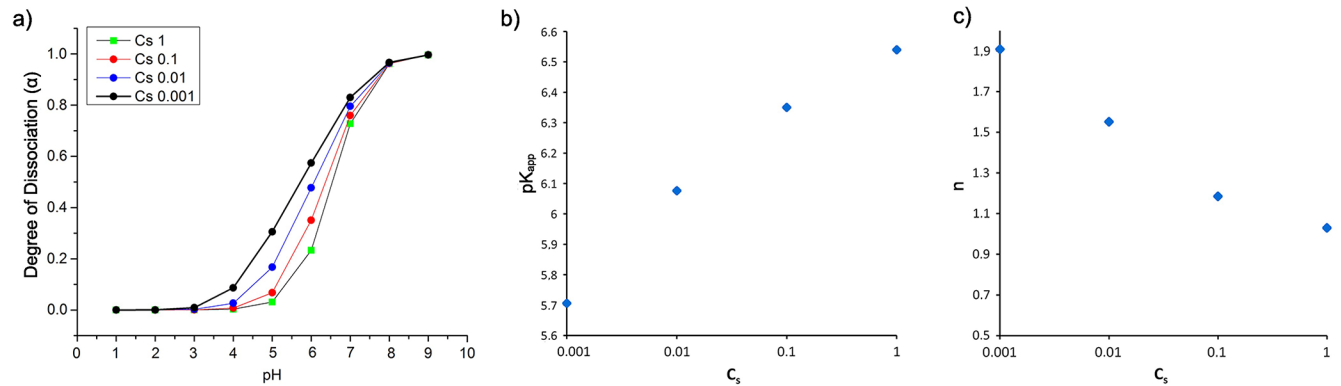 a)
Cs 1
Cs 0.1
Cs 0.01
Cs 0.001
1.0
0.8
0.6
0.4
0.2
0.0
Degree of Dissociation (α)
0 1 2 3 4 5 6 7 8 9 10
pH
b)
6.6
6.5
6.4
6.3
6.2
6.1
6
5.9
5.8
5.7
5.6
pKapp
0.001 0.01 0.1 1
Cs
c)
1.9
1.7
1.5
1.3
1.1
0.9
0.7
0.5
n
0.001 0.01 0.1 1
Cs